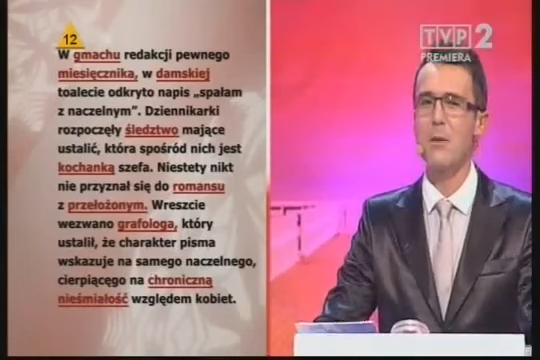 12
TVP2
PREMIERA
W gmachu redakcji pewnego
miesięcznika, w damskiej
toalecie odkryto napis „spałam
z naczelnym”. Dziennikarki
rozpoczęły śledztwo mające
ustalić, która spośród nich jest
kochanką szefa. Niestety nikt
nie przyznał się do romansu
z przełożonym. Wreszcie
wezwano grafologa, który
ustalił, że charakter pisma
wskazuje na samego naczelnego,
cierpiącego na chroniczną
nieśmiałość względem kobiet.